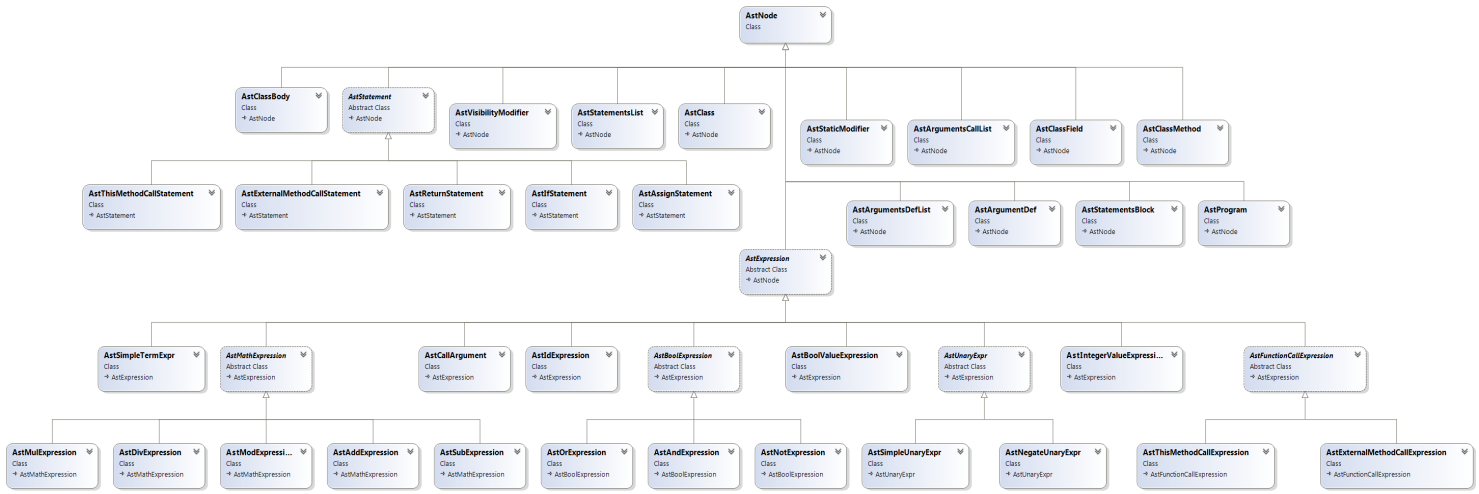 AstNode
Class
AstClassBody
Class
AstNode
AstStatement
Abstract Class
AstNode
AstVisibilityModifier
Class
AstNode
AstStatementsList
Class
AstNode
AstClass
Class
AstNode
AstStaticModifier
Class
AstNode
AstArgumentsCallList
Class
AstNode
AstClassField
Class
AstNode
AstClassMethod
Class
AstNode
AstThisMethodCallStatement
Class
AstStatement
AstExternalMethodCallStatement
Class
AstStatement
AstReturnStatement
Class
AstStatement
AstIfStatement
Class
AstStatement
AstAssignStatement
Class
AstStatement
AstArgumentsDefList
Class
AstNode
AstArgumentDef
Class
AstNode
AstStatementsBlock
Class
AstNode
AstProgram
Class
AstNode
AstExpression
Abstract Class
AstNode
AstSimpleTermExpr
Class
AstExpression
AstMathExpression
Abstract Class
AstExpression
AstCallArgument
Class
AstExpression
AstIdExpression
Class
AstExpression
AstBoolExpression
Abstract Class
AstExpression
AstBoolValueExpression
Class
AstExpression
AstUnaryExpr
Abstract Class
AstExpression
AstIntegerValueExpressi...
Class
AstExpression
AstFunctionCallExpression
Abstract Class
AstExpression
AstMulExpression
Class
AstMathExpression
AstDivExpression
Class
AstMathExpression
AstModExpressi...
Class
AstMathExpression
AstAddExpression
Class
AstMathExpression
AstSubExpression
Class
AstMathExpression
AstOrExpression
Class
AstBoolExpression
AstAndExpression
Class
AstBoolExpression
AstNotExpression
Class
AstBoolExpression
AstSimpleUnaryExpr
Class
AstUnaryExpr
AstNegateUnaryExpr
Class
AstUnaryExpr
AstThisMethodCallExpression
Class
AstFunctionCallExpression
AstExternalMethodCallExpression
Class
AstFunctionCallExpression